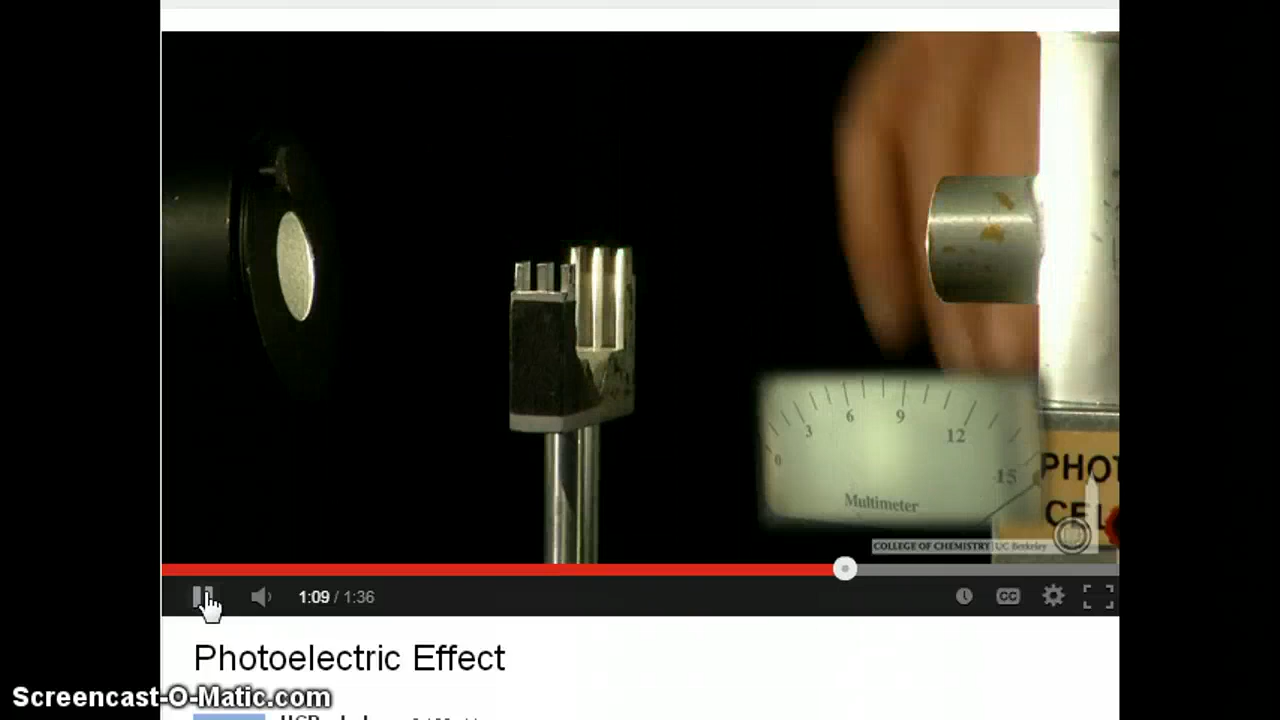 0 3 6 9 12 15
Multimeter
PHOT
CEL
COLLEGE OF CHEMISTRY UC Berkeley
1:09 / 1:36
CC
Photoelectric Effect
Screencast-O-Matic.com